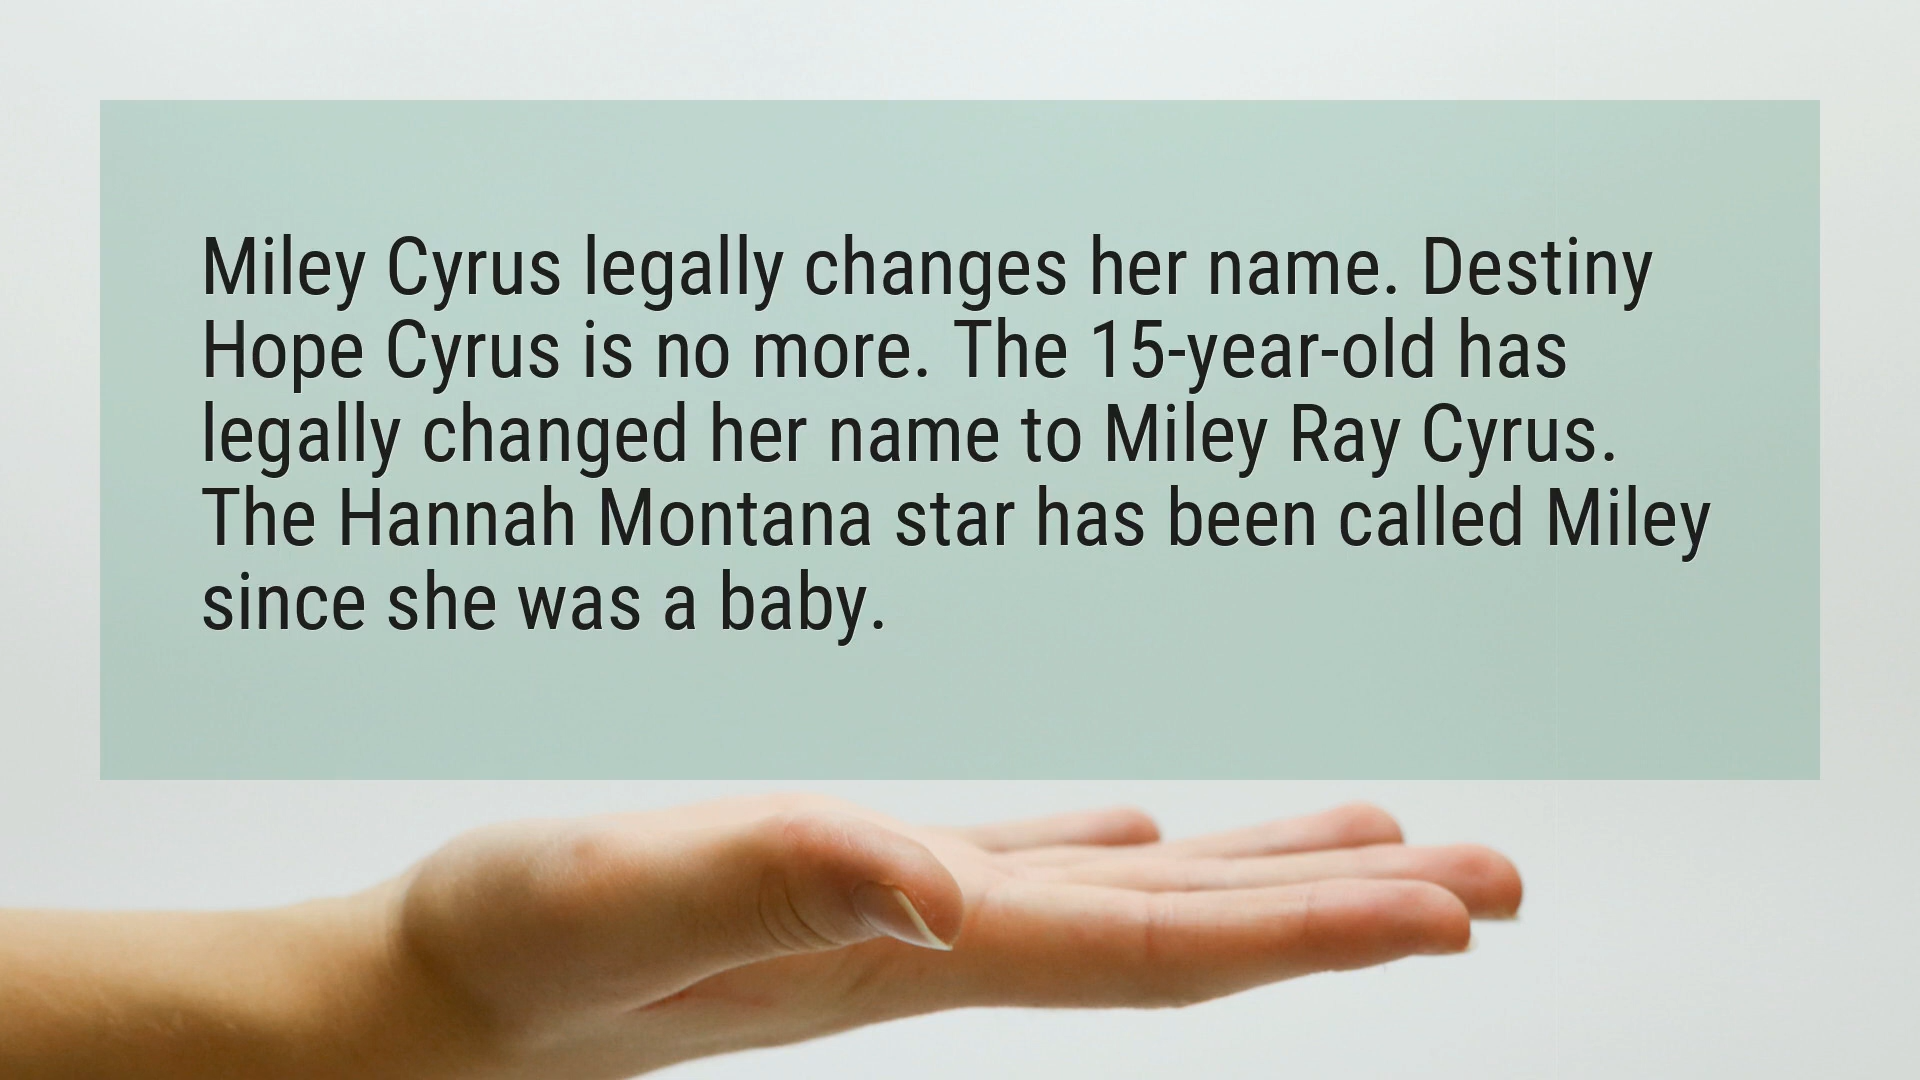 Miley Cyrus legally changes her name. Destiny
Hope Cyrus is no more. The 15-year-old has
legally changed her name to Miley Ray Cyrus.
The Hannah Montana star has been called Miley
since she was a baby.